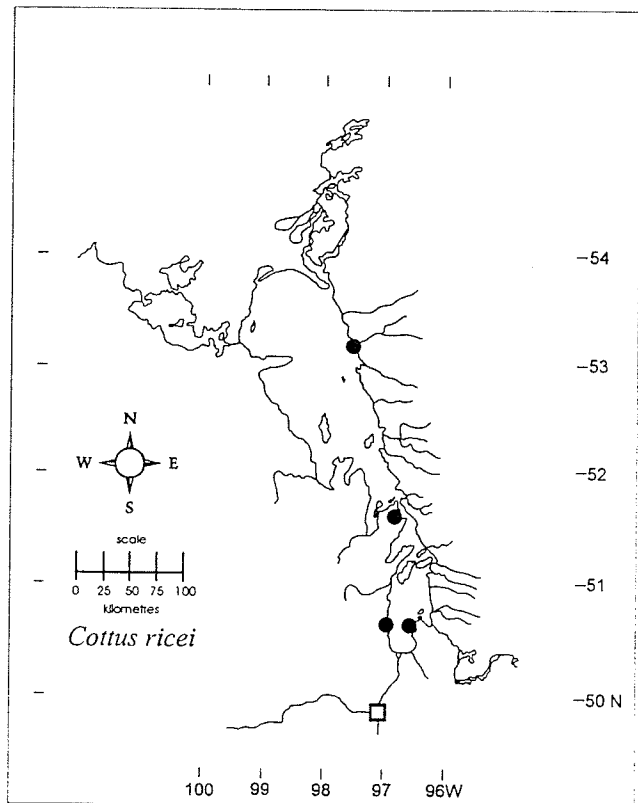 –54
–53
N
W E
S
–52
scale
0 25 50 75 100
kilometres
–51
Cottus ricei
–50 N
100 99 98 97 96W